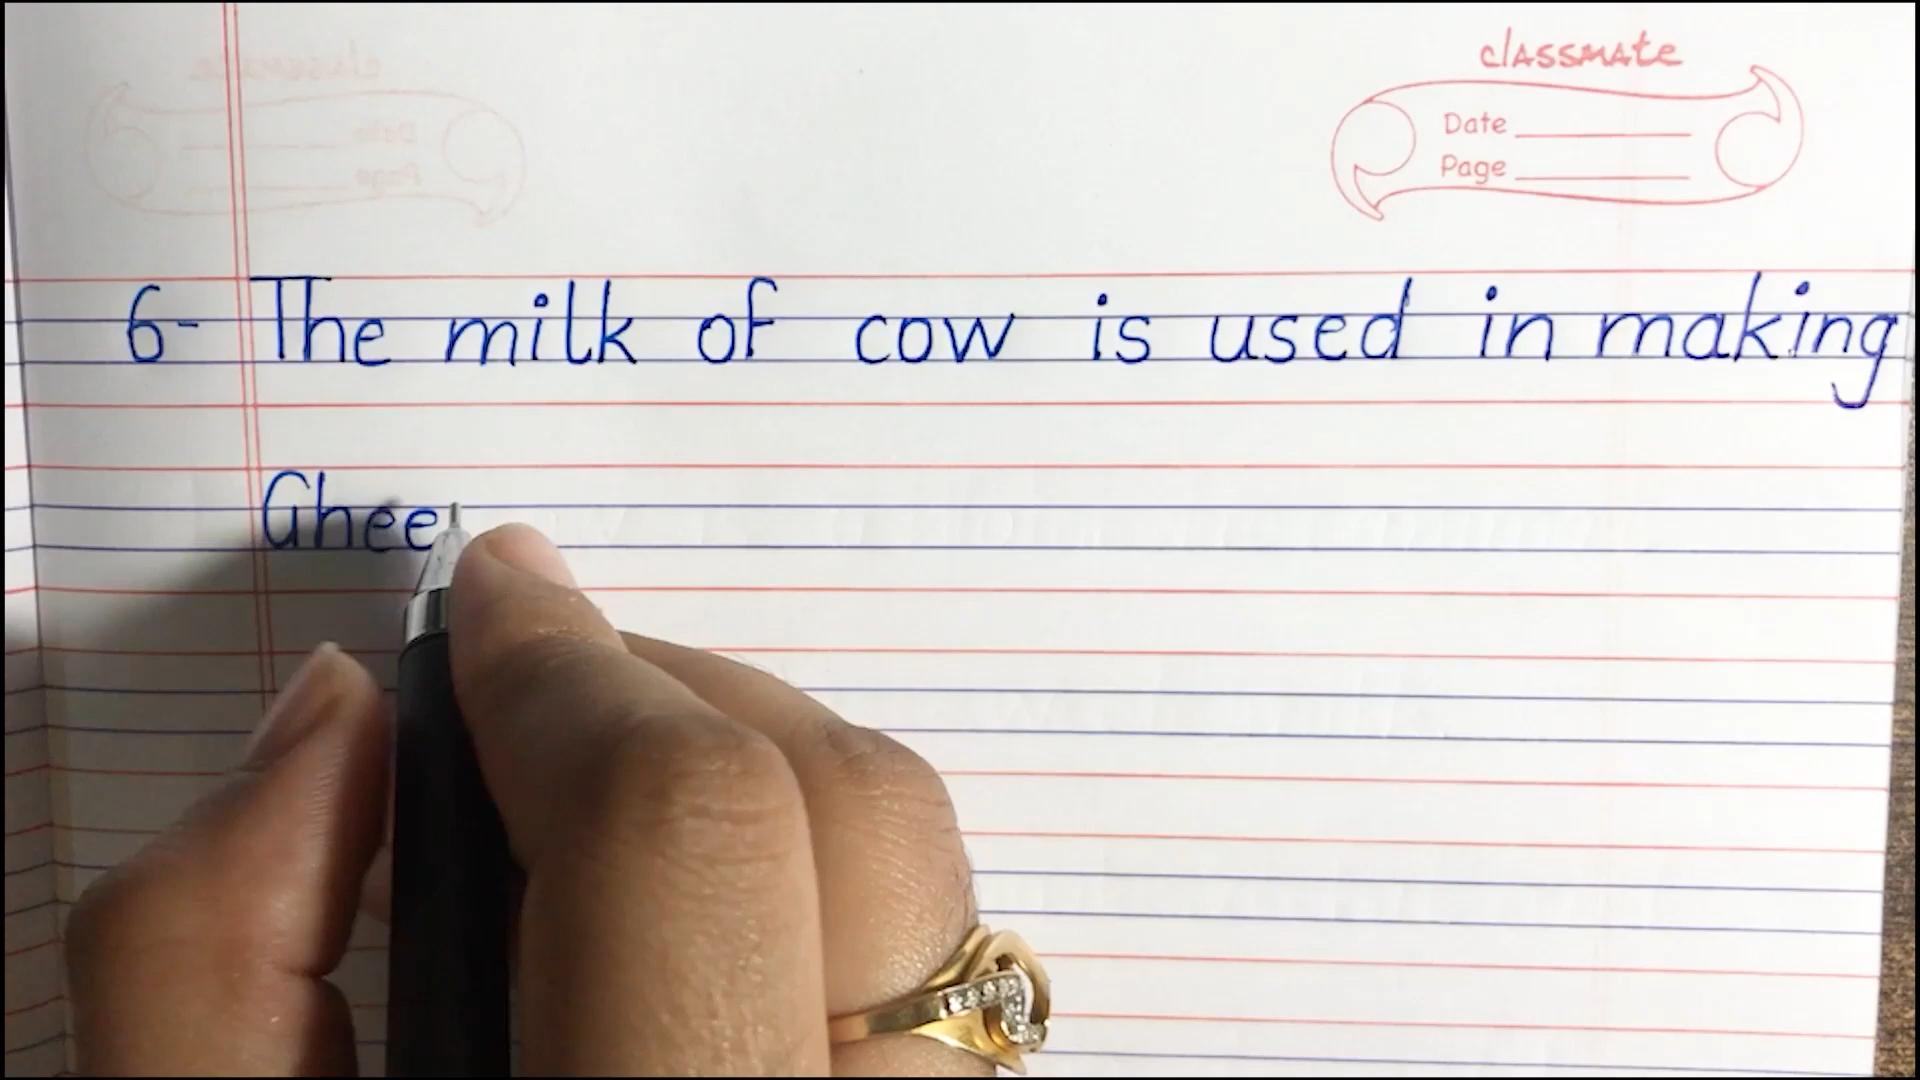 classmate
Date
Page
6- The milk of cow is used in making
Ghee